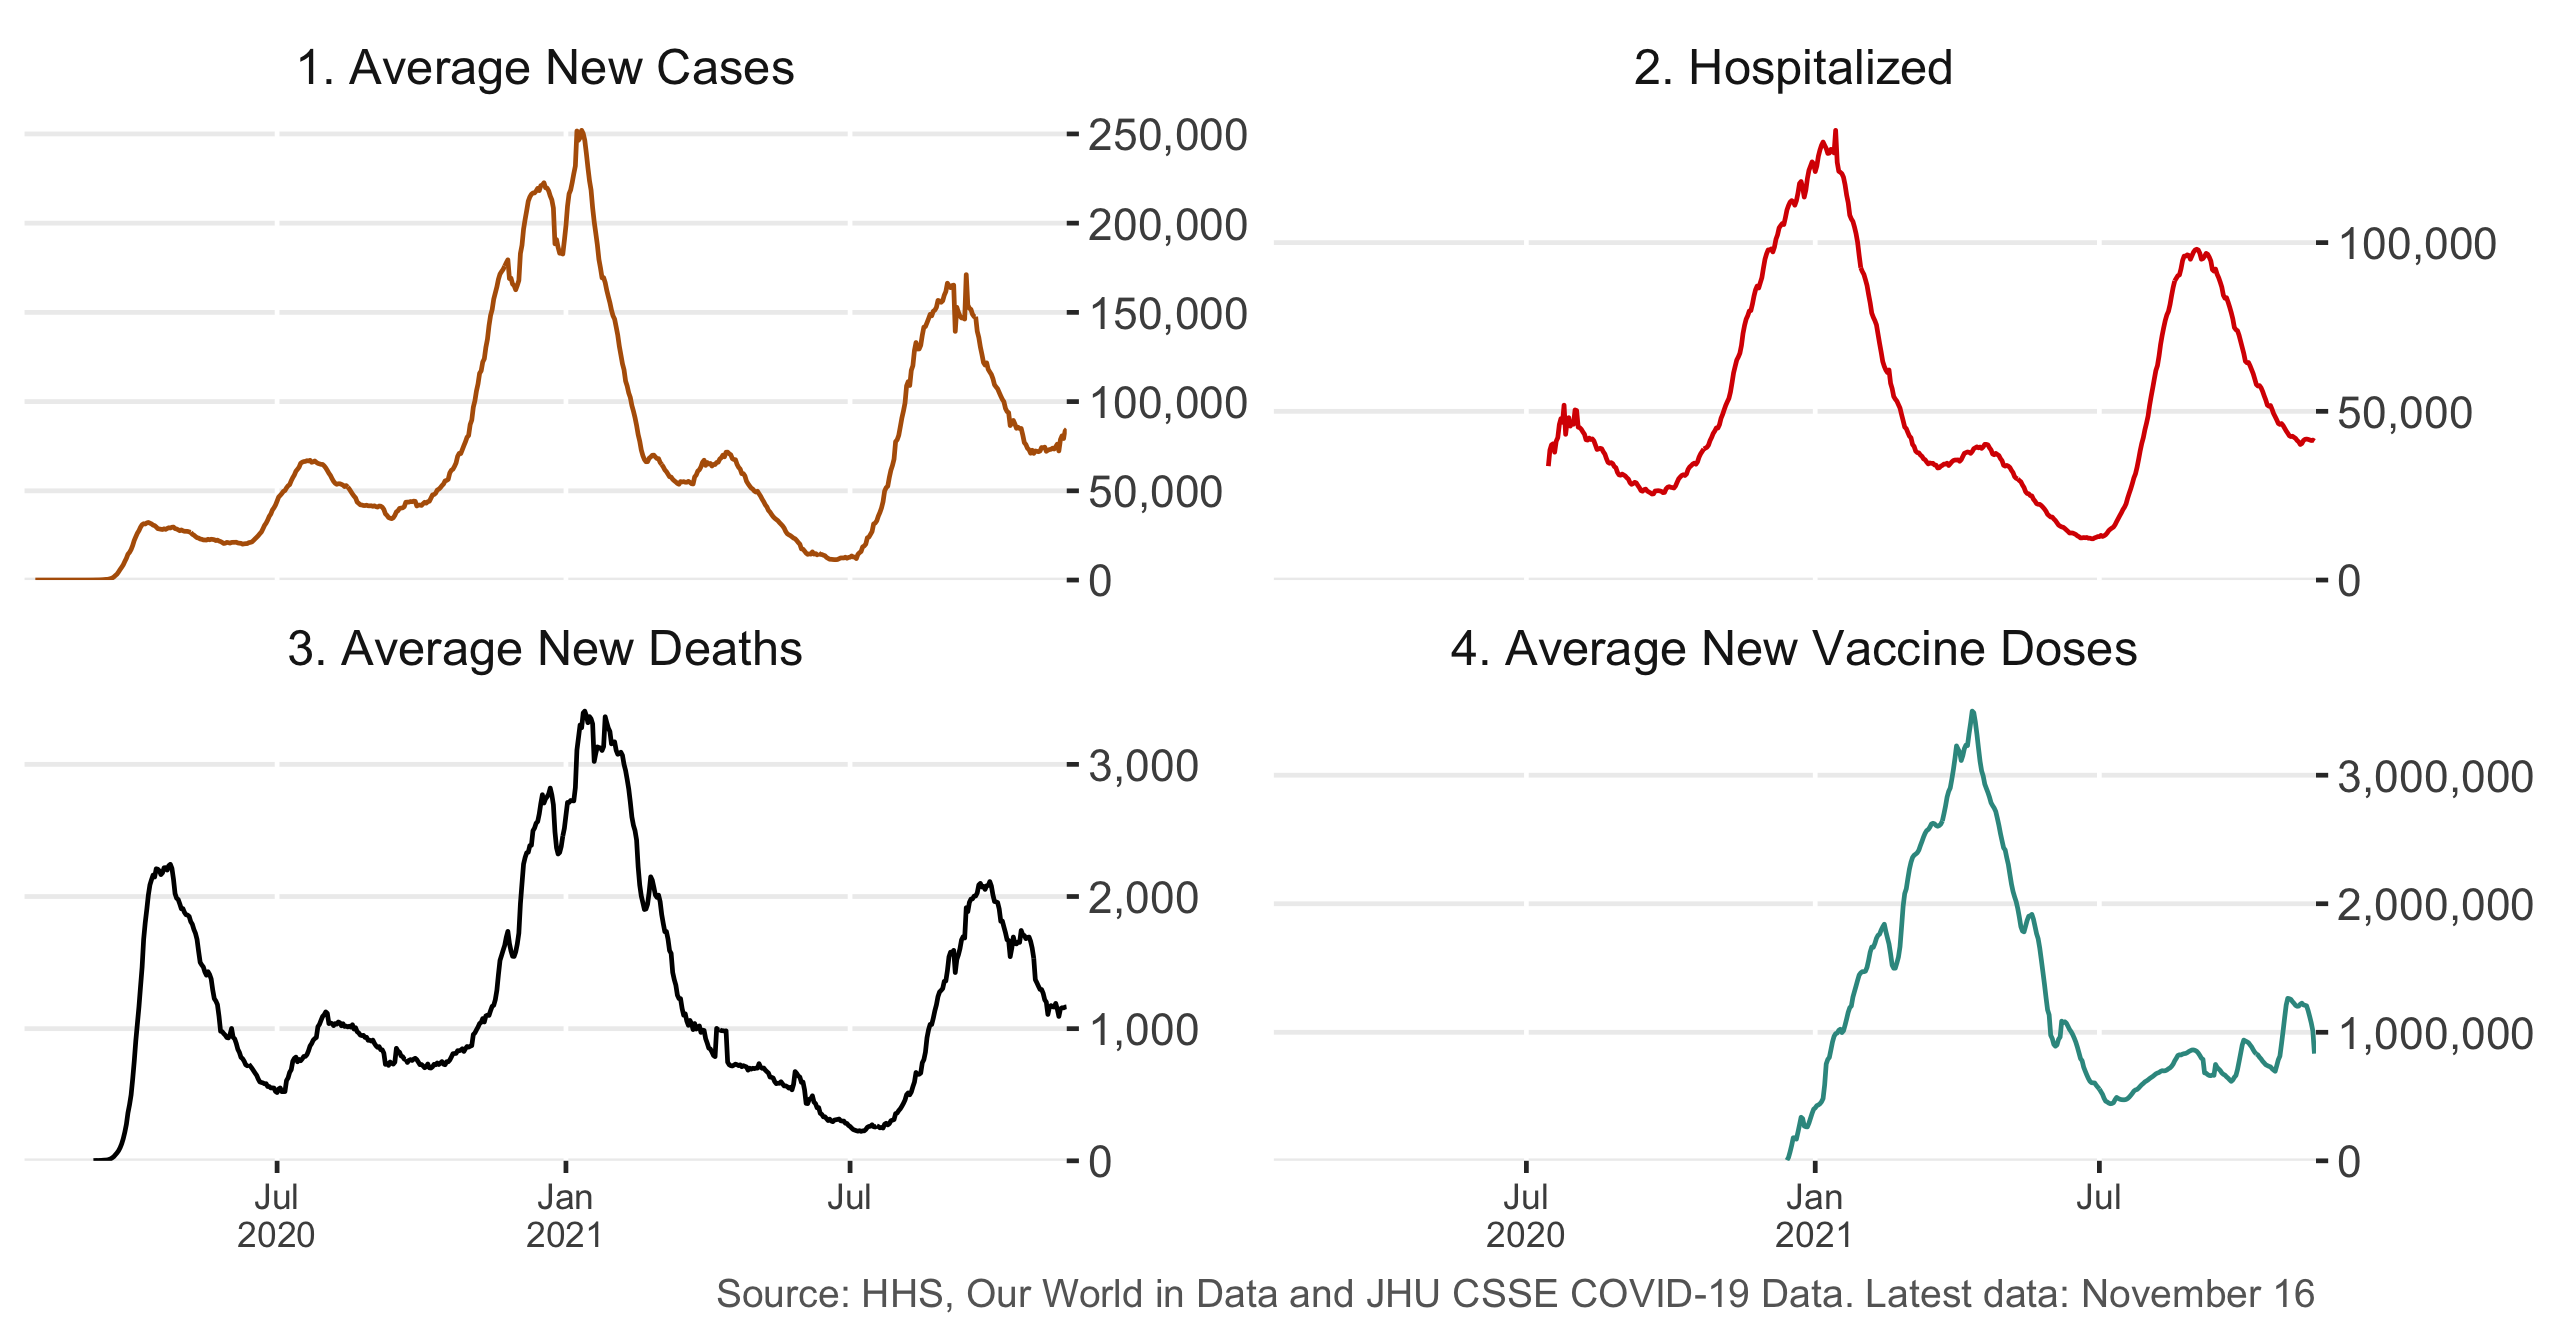 1. Average New Cases
250,000
200,000
150,000
100,000
50,000
0
2. Hospitalized
100,000
50,000
0
3. Average New Deaths
3,000
2,000
1,000
0
Jul
2020
Jan
2021
Jul
4. Average New Vaccine Doses
3,000,000
2,000,000
1,000,000
0
Jul
2020
Jan
2021
Jul
Source: HHS, Our World in Data and JHU CSSE COVID-19 Data. Latest data: November 16